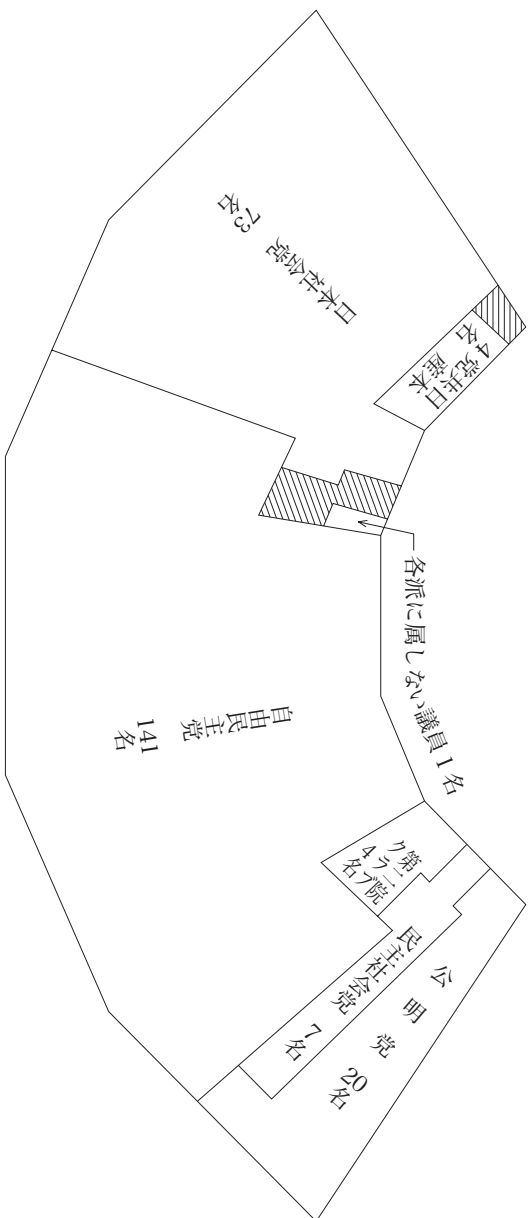 日本社会党 73名
日本共産党 4名
各派に属しない議員1名
自由民主党 141名
第二院クラブ 4名
民主社会党 7名
公明党 20名